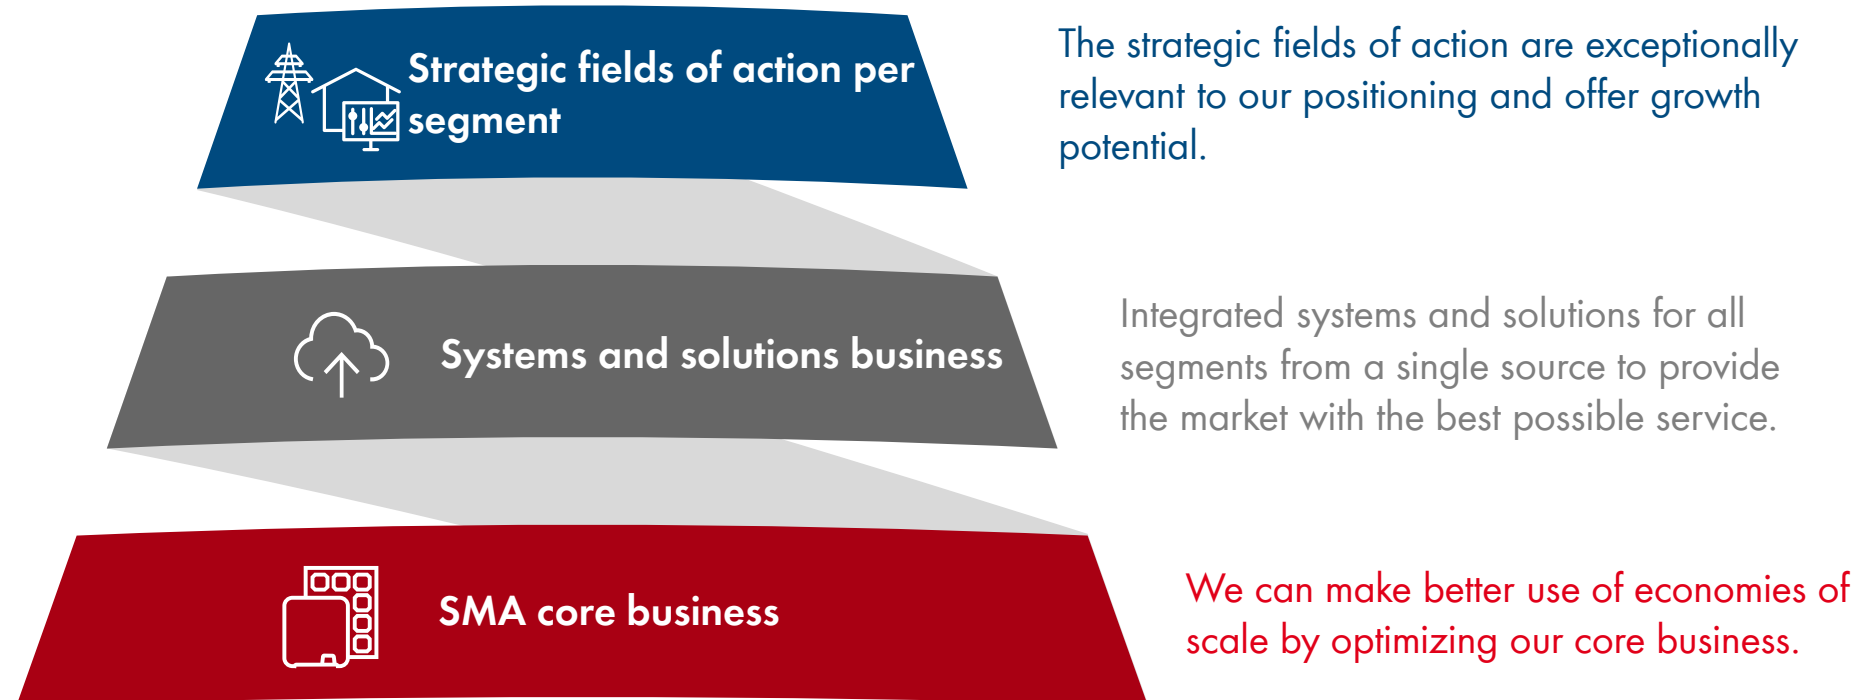 Strategic fields of action per
segment
The strategic fields of action are exceptionally
relevant to our positioning and offer growth
potential.
Systems and solutions business
Integrated systems and solutions for all
segments from a single source to provide
the market with the best possible service.
SMA core business
We can make better use of economies of
scale by optimizing our core business.